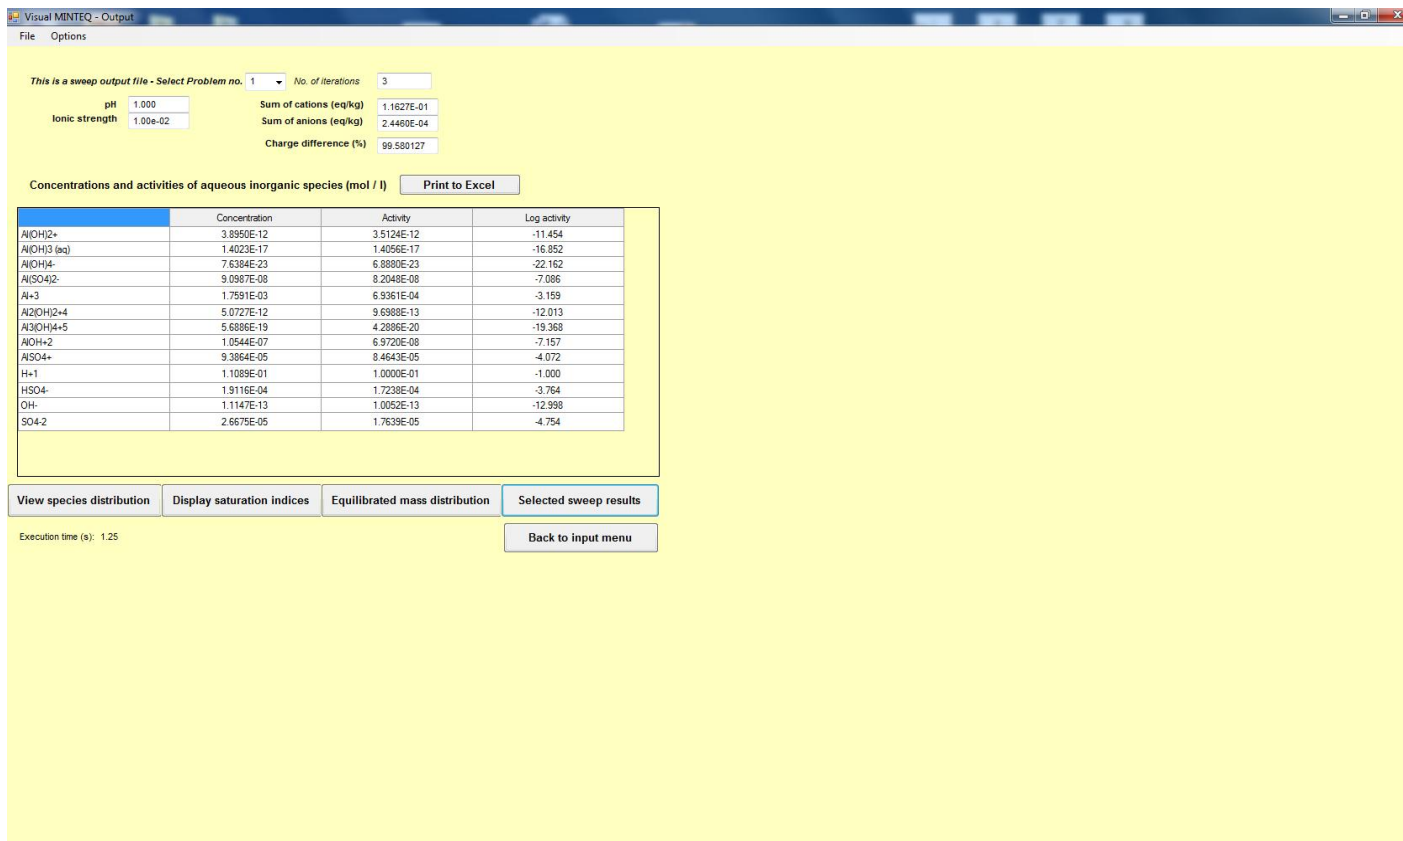 Visual MINTEQ - Output
File Options
This is a sweep output file - Select Problem no. 1 No. of iterations 3
pH 1.000 Sum of cations (eq/kg) 1.1627E-01
Ionic strength 1.00e-02 Sum of anions (eq/kg) 2.4460E-04
Charge difference (%) 99.580127
Concentrations and activities of aqueous inorganic species (mol / l) Print to Excel
Concentration Activity Log activity
Al(OH)2+ 3.8950E-12 3.5124E-12 -11.454
Al(OH)3 (aq) 1.4023E-17 1.4056E-17 -16.852
Al(OH)4- 7.6384E-23 6.8880E-23 -22.162
Al(SO4)2- 9.0987E-08 8.2048E-08 -7.086
Al+3 1.7591E-03 6.9361E-04 -3.159
Al2(OH)2+4 5.0727E-12 9.6988E-13 -12.013
Al3(OH)4+5 5.6886E-19 4.2886E-20 -19.368
AlOH+2 1.0544E-07 6.9720E-08 -7.157
AlSO4+ 9.3864E-05 8.4643E-05 -4.072
H+1 1.1089E-01 1.0000E-01 -1.000
HSO4- 1.9116E-04 1.7238E-04 -3.764
OH- 1.1147E-13 1.0052E-13 -12.998
SO4-2 2.6675E-05 1.7639E-05 -4.754
View species distribution Display saturation indices Equilibrated mass distribution Selected sweep results
Execution time (s): 1.25 Back to input menu